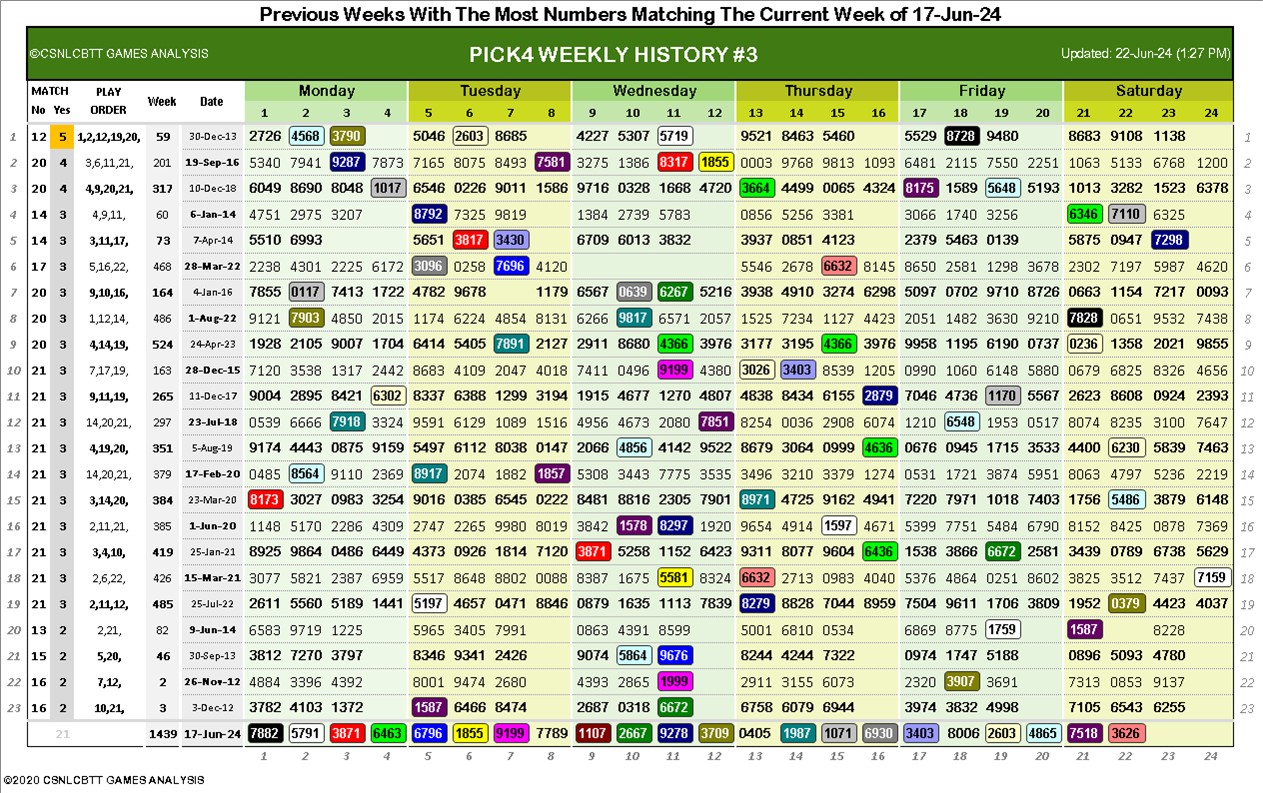 Previous Weeks With The Most Numbers Matching The Current Week of 17-Jun-24
©CSNLCBTT GAMES ANALYSIS PICK4 WEEKLY HISTORY #3 Updated: 22-Jun-24 (1:27 PM)
MATCH PLAY Week Date Monday Tuesday Wednesday Thursday Friday Saturday
No Yes ORDER 1 2 3 4 5 6 7 8 9 10 11 12 13 14 15 16 17 18 19 20 21 22 23 24
1 12 5 1,2,12,19,20, 59 30-Dec-13 2726 4568 3790 5046 2603 8685 4227 5307 5719 9521 8463 5460 5529 8728 9480 8683 9108 1138 1
2 20 4 3,6,11,21, 201 19-Sep-16 5340 7941 9287 7873 7165 8075 8493 7581 3275 1386 8317 1855 0003 9768 9813 1093 6481 2115 7550 2251 1063 5133 6768 1200 2
3 20 4 4,9,20,21, 317 10-Dec-18 6049 8690 8048 1017 6546 0226 9011 1586 9716 0328 1668 4720 3664 4499 0065 4324 8175 1589 5648 5193 1013 3282 1523 6378 3
4 14 3 4,9,11, 60 6-Jan-14 4751 2975 3207 8792 7325 9819 1384 2739 5783 0856 5256 3381 3066 1740 3256 6346 7110 6325 4
5 14 3 3,11,17, 73 7-Apr-14 5510 6993 5651 3817 3430 6709 6013 3832 3937 0851 4123 2379 5463 0139 5875 0947 7298 5
6 17 3 5,16,22, 468 28-Mar-22 2238 4301 2225 6172 3096 0258 7696 4120 5546 2678 6632 8145 8650 2581 1298 3678 2302 7197 5987 4620 6
7 20 3 9,10,16, 164 4-Jan-16 7855 0117 7413 1722 4782 9678 1179 6567 0639 6267 5216 3938 4910 3274 6298 5097 0702 9710 8726 0663 1154 7217 0093 7
8 20 3 1,12,14, 486 1-Aug-22 9121 7903 4850 2015 1174 6224 4854 8131 6266 9817 6571 2057 1525 7234 1127 4423 2051 1482 3630 9210 7828 0651 9532 7438 8
9 20 3 4,14,19, 524 24-Apr-23 1928 2105 9007 1704 6414 5405 7891 2127 2911 8680 4366 3976 3177 3195 4366 3976 9958 1195 6190 0737 0236 1358 2021 9855 9
10 21 3 7,17,19, 163 28-Dec-15 7120 3538 1317 2442 8683 4109 2047 4018 7411 0496 9199 4380 3026 3403 8539 1205 0990 1060 6148 5880 0679 6825 8326 4656 10
11 21 3 9,11,19, 265 11-Dec-17 9004 2895 8421 6302 8337 6388 1299 3194 1915 4677 1270 4807 4838 8434 6155 2879 7046 4736 1170 5567 2623 8608 0924 2393 11
12 21 3 14,20,21, 297 23-Jul-18 0539 6666 7918 3324 9591 6129 1089 1516 4956 4673 2080 7851 8254 0036 2908 6074 1210 6548 1953 0517 8074 8235 3100 7647 12
13 21 3 4,19,20, 351 5-Aug-19 9174 4443 0875 9159 5497 6112 8038 0147 2066 4856 4142 9522 8679 3064 0999 4636 0676 0945 1715 3533 4400 6230 5839 7463 13
14 21 3 14,20,21, 379 17-Feb-20 0485 8564 9110 2369 8917 2074 1882 1857 5308 3443 7775 3535 3496 3210 3379 1274 0531 1721 3874 5951 8063 4797 5236 2219 14
15 21 3 3,14,20, 384 23-Mar-20 8173 3027 0983 3254 9016 0385 6545 0222 8481 8816 2305 7901 8971 4725 9162 4941 7220 7971 1018 7403 1756 5486 3879 6148 15
16 21 3 2,11,21, 385 1-Jun-20 1148 5170 2286 4309 2747 2265 9980 8019 3842 1578 8297 1920 9654 4914 1597 4671 5399 7751 5484 6790 8152 8425 0878 7369 16
17 21 3 3,4,10, 419 25-Jan-21 8925 9864 0486 6449 4373 0926 1814 7120 3871 5258 1152 6423 9311 8077 9604 6436 1538 3866 6672 2581 3439 0789 6738 5629 17
18 21 3 2,6,22, 426 15-Mar-21 3077 5821 2387 6959 5517 8648 8802 0088 8387 1675 5581 8324 6632 2713 0983 4040 5376 4864 0251 8602 3825 3512 7437 7159 18
19 21 3 2,11,12, 485 25-Jul-22 2611 5560 5189 1441 5197 4657 0471 8846 0879 1635 1113 7839 8279 8828 7044 8959 7504 9611 1706 3809 1952 0379 4423 4037 19
20 13 2 2,21, 82 9-Jun-14 6583 9719 1225 5965 3405 7991 0863 4391 8599 5001 6810 0534 6869 8775 1759 1587 8228 20
21 15 2 5,20, 46 30-Sep-13 3812 7270 3797 8346 9341 2426 9074 5864 9676 8244 4244 7322 0974 1747 5188 0896 5093 4780 21
22 16 2 7,12, 2 26-Nov-12 4884 3396 4392 8001 9474 2680 4393 2865 1999 2911 3155 6073 2320 3907 3691 7313 0853 9137 22
23 16 2 10,21, 3 3-Dec-12 3782 4103 1372 1587 6466 8474 2687 0318 6672 6758 6079 6944 3974 3832 4998 7105 6543 6255 23
21 1439 17-Jun-24 7882 5791 3871 6463 6796 1855 9199 7789 1107 2667 9278 3709 0405 1987 1071 6930 3403 8006 2603 4865 7518 3626
1 2 3 4 5 6 7 8 9 10 11 12 13 14 15 16 17 18 19 20 21 22 23 24
©2020 CSNLCBTT GAMES ANALYSIS